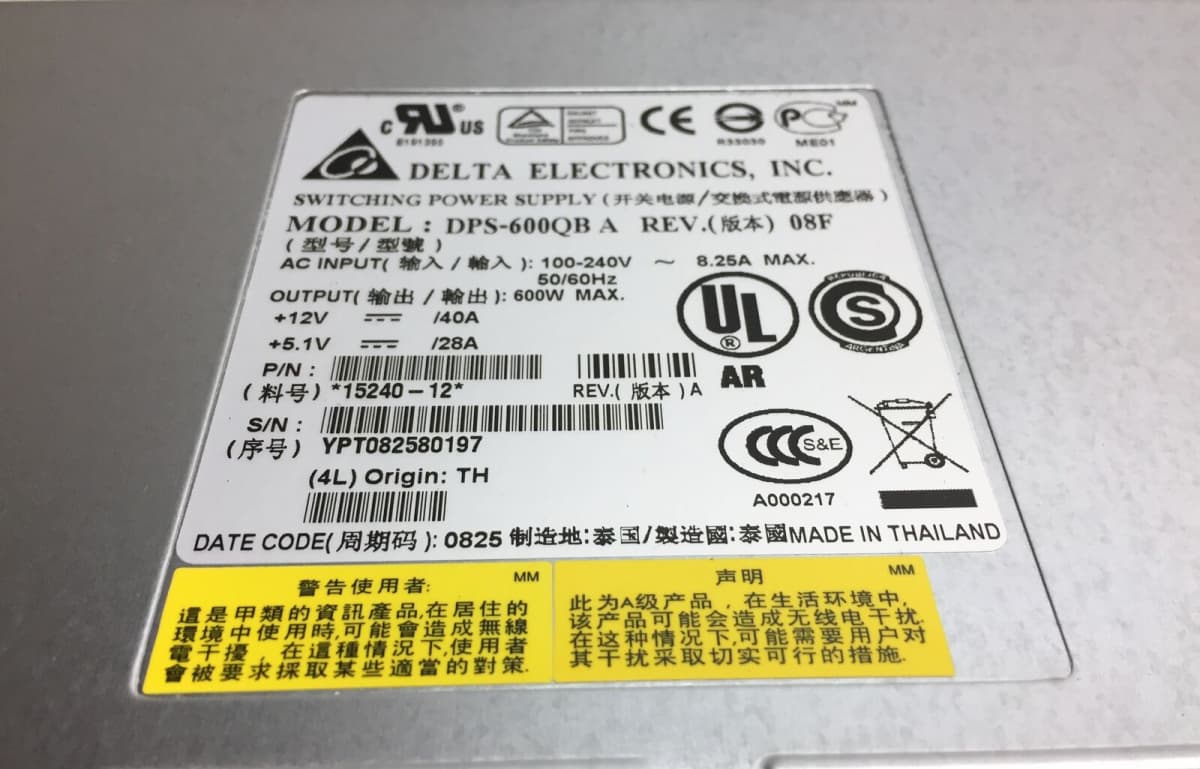 c RU US
E191395
CE
R33030
PC
MM
ME01
DELTA ELECTRONICS, INC.
SWITCHING POWER SUPPLY (开关电源/交換式電源供應器)
MODEL : DPS-600QB A REV.(版本) 08F
(型号/型號)
AC INPUT(输入/輸入): 100-240V ~ 8.25A MAX.
50/60Hz
OUTPUT(输出/輸出): 600W MAX.
+12V /40A
+5.1V /28A
UL
®
S
ARGENTINA
AR
P/N :
(料号) *15240-12* REV.(版本)A
S/N :
(序号) YPT082580197
(4L) Origin: TH
CCC S&E
A000217
DATE CODE(周期码): 0825 制造地:泰国/製造國:泰國MADE IN THAILAND
警告使用者: MM
這是甲類的資訊產品,在居住的
環境中使用時,可能會造成無線
電干擾, 在這種情況下,使用者
會被要求採取某些適當的對策.
声明 MM
此为A级产品, 在生活环境中,
该产品可能会造成无线电干扰.
在这种情况下,可能需要用户对
其干扰采取切实可行的措施.